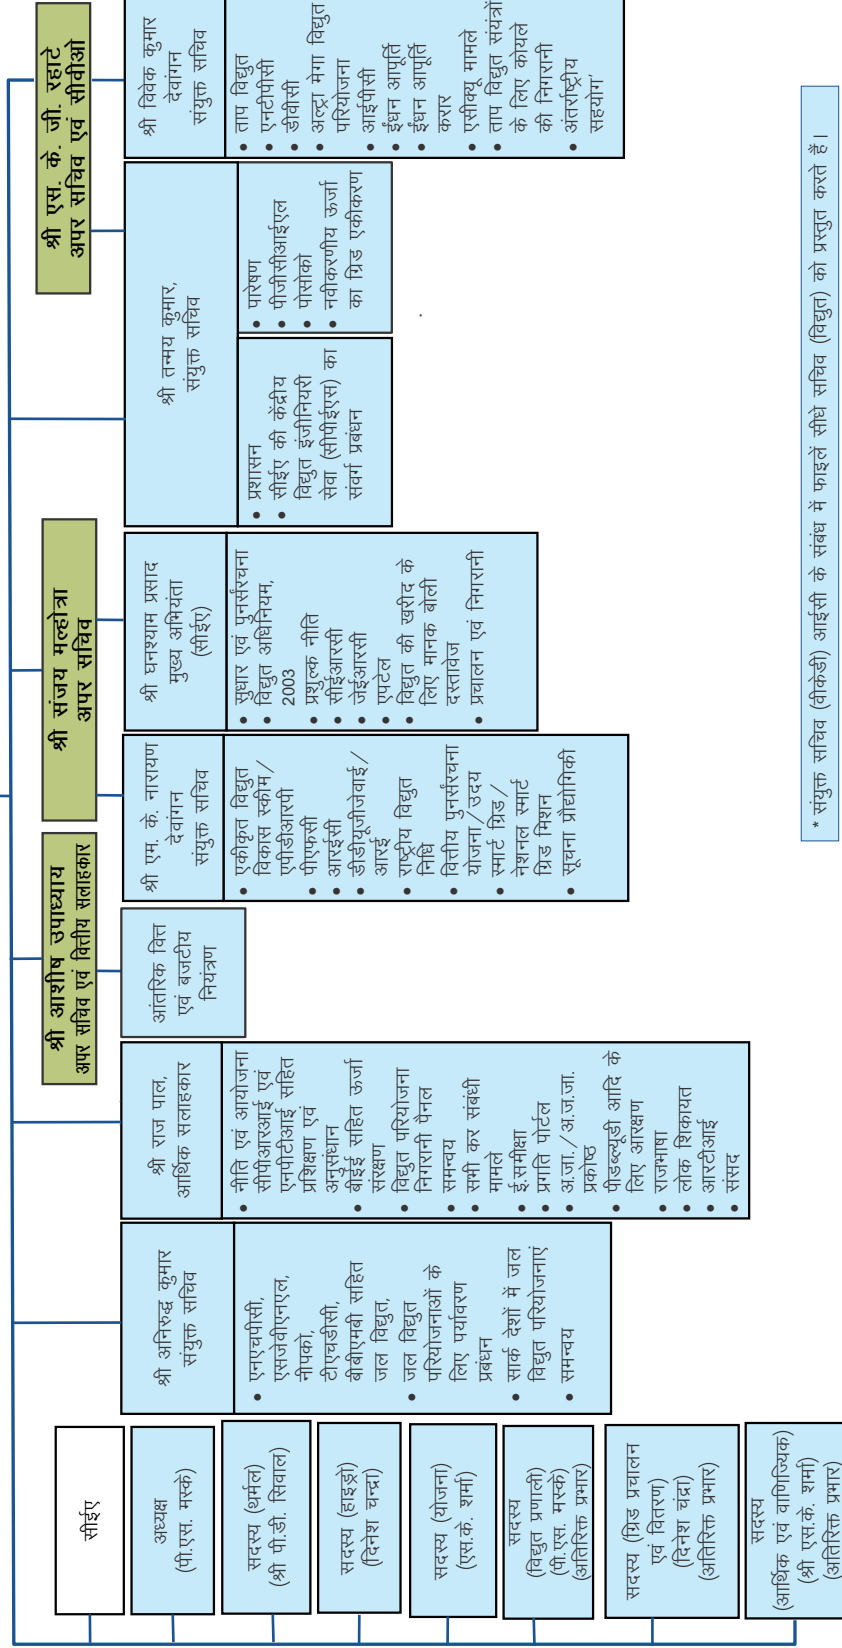 सीईए
अध्यक्ष
(पी.एस. मस्के)
सदस्य (थर्मल)
(श्री पी.डी. सिवाल)
सदस्य (हाइड्रो)
(दिनेश चन्द्रा)
सदस्य (योजना)
(एस.के. शर्मा)
सदस्य
(विद्युत प्रणाली)
(पी.एस. मस्के)
(अतिरिक्त प्रभार)
सदस्य (ग्रिड प्रचालन
एवं वितरण)
(दिनेश चंद्रा)
(अतिरिक्त प्रभार)
सदस्य
(आर्थिक एवं वाणिज्यिक)
(श्री एस.के. शर्मा)
(अतिरिक्त प्रभार)
श्री अनिरुद्ध कुमार
संयुक्त सचिव
• एनएचपीसी,
एसजेवीएनएल,
नीपको,
टीएचडीसी,
बीबीएमबी सहित
जल विद्युत,
• जल विद्युत
परियोजनाओं के
लिए पर्यावरण
प्रबंधन
• सार्क देशों में जल
विद्युत परियोजनाएं
• समन्वय
श्री राज पाल,
आर्थिक सलाहकार
• नीति एवं आयोजना
सीपीआरआई एवं
एनपीटीआई सहित
प्रशिक्षण एवं
अनुसंधान
• बीईई सहित ऊर्जा
संरक्षण
• विद्युत परियोजना
निगरानी पैनल
• समन्वय
• सभी कर संबंधी
मामले
• ई.समीक्षा
• प्रगति पोर्टल
• अ.जा./अ.ज.जा.
प्रकोष्ठ
• पीडब्ल्यूडी आदि के
लिए आरक्षण
• राजभाषा
• लोक शिकायत
• आरटीआई
• संसद
श्री आशीष उपाध्याय
अपर सचिव एवं वित्तीय सलाहकार
आंतरिक वित्त
एवं बजटीय
नियंत्रण
श्री संजय मल्होत्रा
अपर सचिव
श्री एम. के. नारायण
देवांगन
संयुक्त सचिव
• एकीकृत विद्युत
विकास स्कीम/
एपीडीआरपी
• पीएफसी
• आरईसी
• डीडीयूजीजेवाई/
आरई
• राष्ट्रीय विद्युत
निधि
• वित्तीय पुनर्संरचना
योजना/उदय
• स्मार्ट ग्रिड/
नेशनल स्मार्ट
ग्रिड मिशन
• सूचना प्रौद्योगिकी
श्री घनश्याम प्रसाद
मुख्य अभियंता
(सीईए)
• सुधार एवं पुनर्संरचना
• विद्युत अधिनियम,
2003
• प्रशुल्क नीति
• सीईआरसी
• जेईआरसी
• एपटेल
• विद्युत की खरीद के
लिए मानक बोली
दस्तावेज
• प्रचालन एवं निगरानी
श्री एस. के. जी. रहाटे
अपर सचिव एवं सीवीओ
श्री तन्मय कुमार,
संयुक्त सचिव
• प्रशासन
• सीईए की केंद्रीय
विद्युत इंजीनियरी
सेवा (सीपीईएस) का
संवर्ग प्रबंधन
• पारेषण
• पीजीसीआईएल
• पोसोको
• नवीकरणीय ऊर्जा
का ग्रिड एकीकरण
श्री विवेक कुमार
देवांगन
संयुक्त सचिव
• ताप विद्युत
• एनटीपीसी
• डीवीसी
• अल्ट्रा मेगा विद्युत
परियोजना
• आईपीसी
• ईंधन आपूर्ति
• ईंधन आपूर्ति
करार
• एसीक्यू मामले
• ताप विद्युत संयंत्रों
के लिए कोयले
की निगरानी
• अंतर्राष्ट्रीय
सहयोग'
* संयुक्त सचिव (वीकेडी) आईसी के संबंध में फाइलें सीधे सचिव (विद्युत) को प्रस्तुत करते हैं।